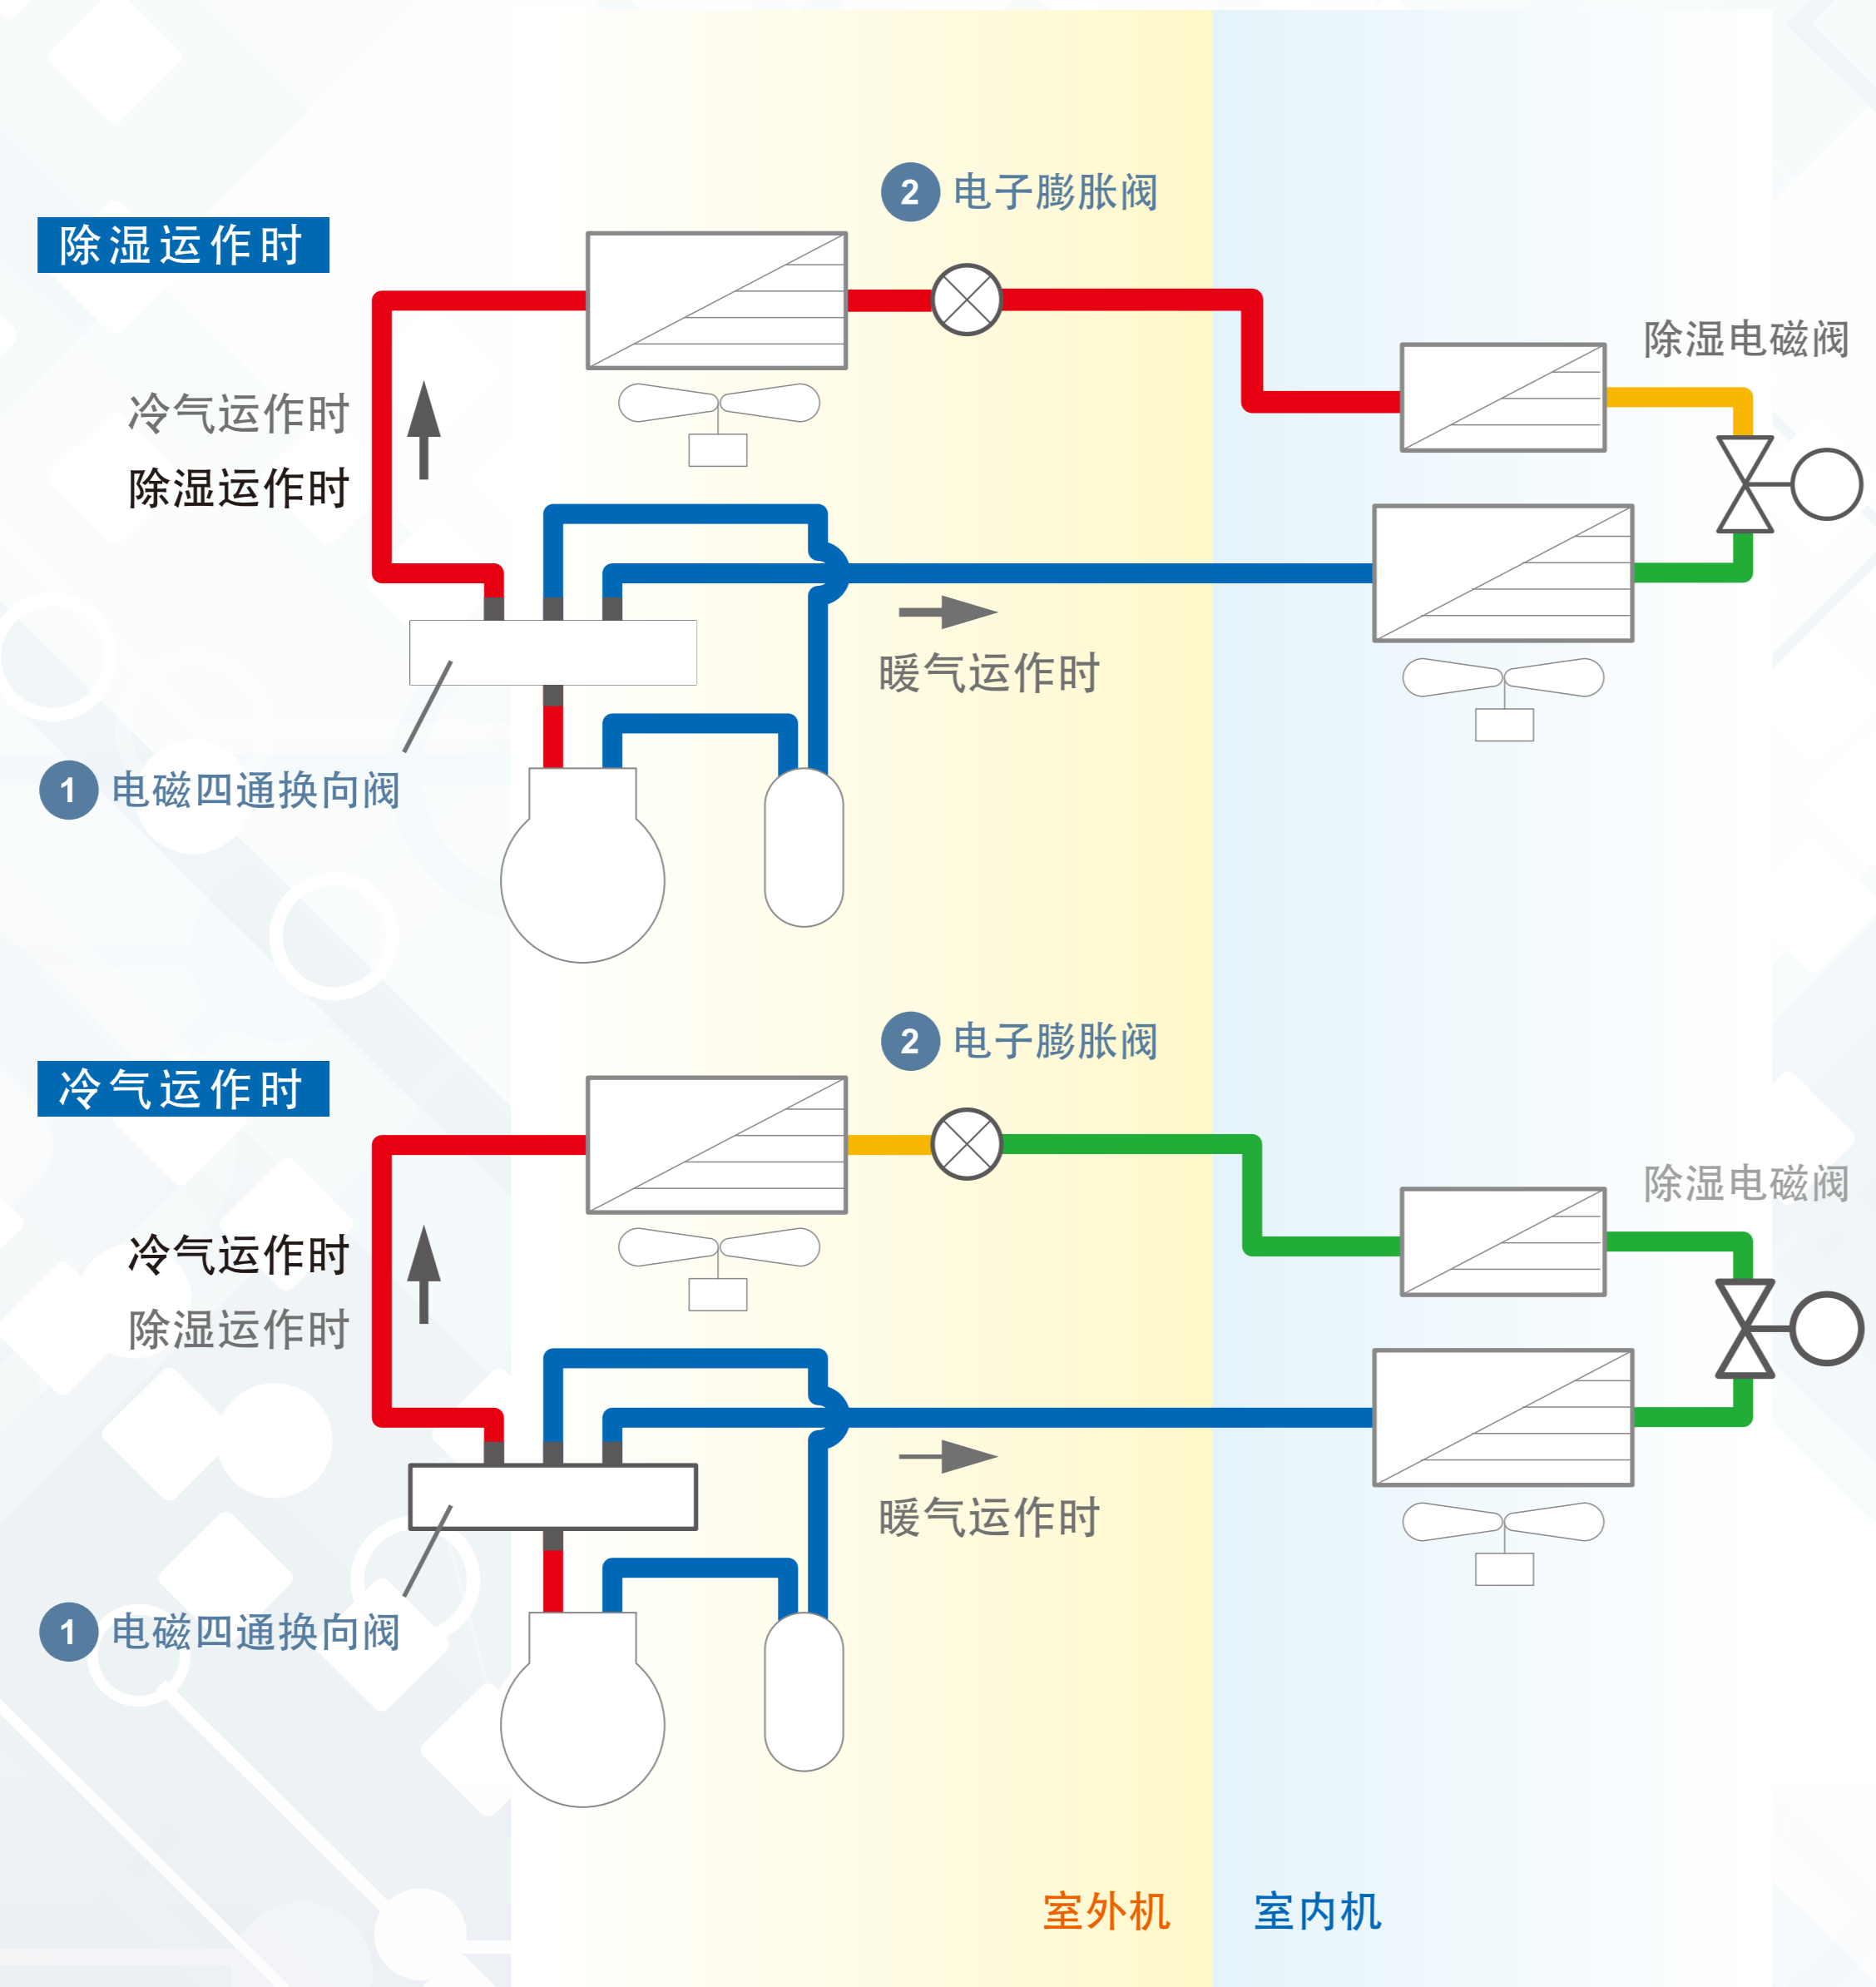 2 电子膨胀阀
除湿运作时
除湿电磁阀
冷气运作时
除湿运作时
暖气运作时
1 电磁四通换向阀
2 电子膨胀阀
冷气运作时
除湿电磁阀
冷气运作时
除湿运作时
暖气运作时
1 电磁四通换向阀
室外机
室内机